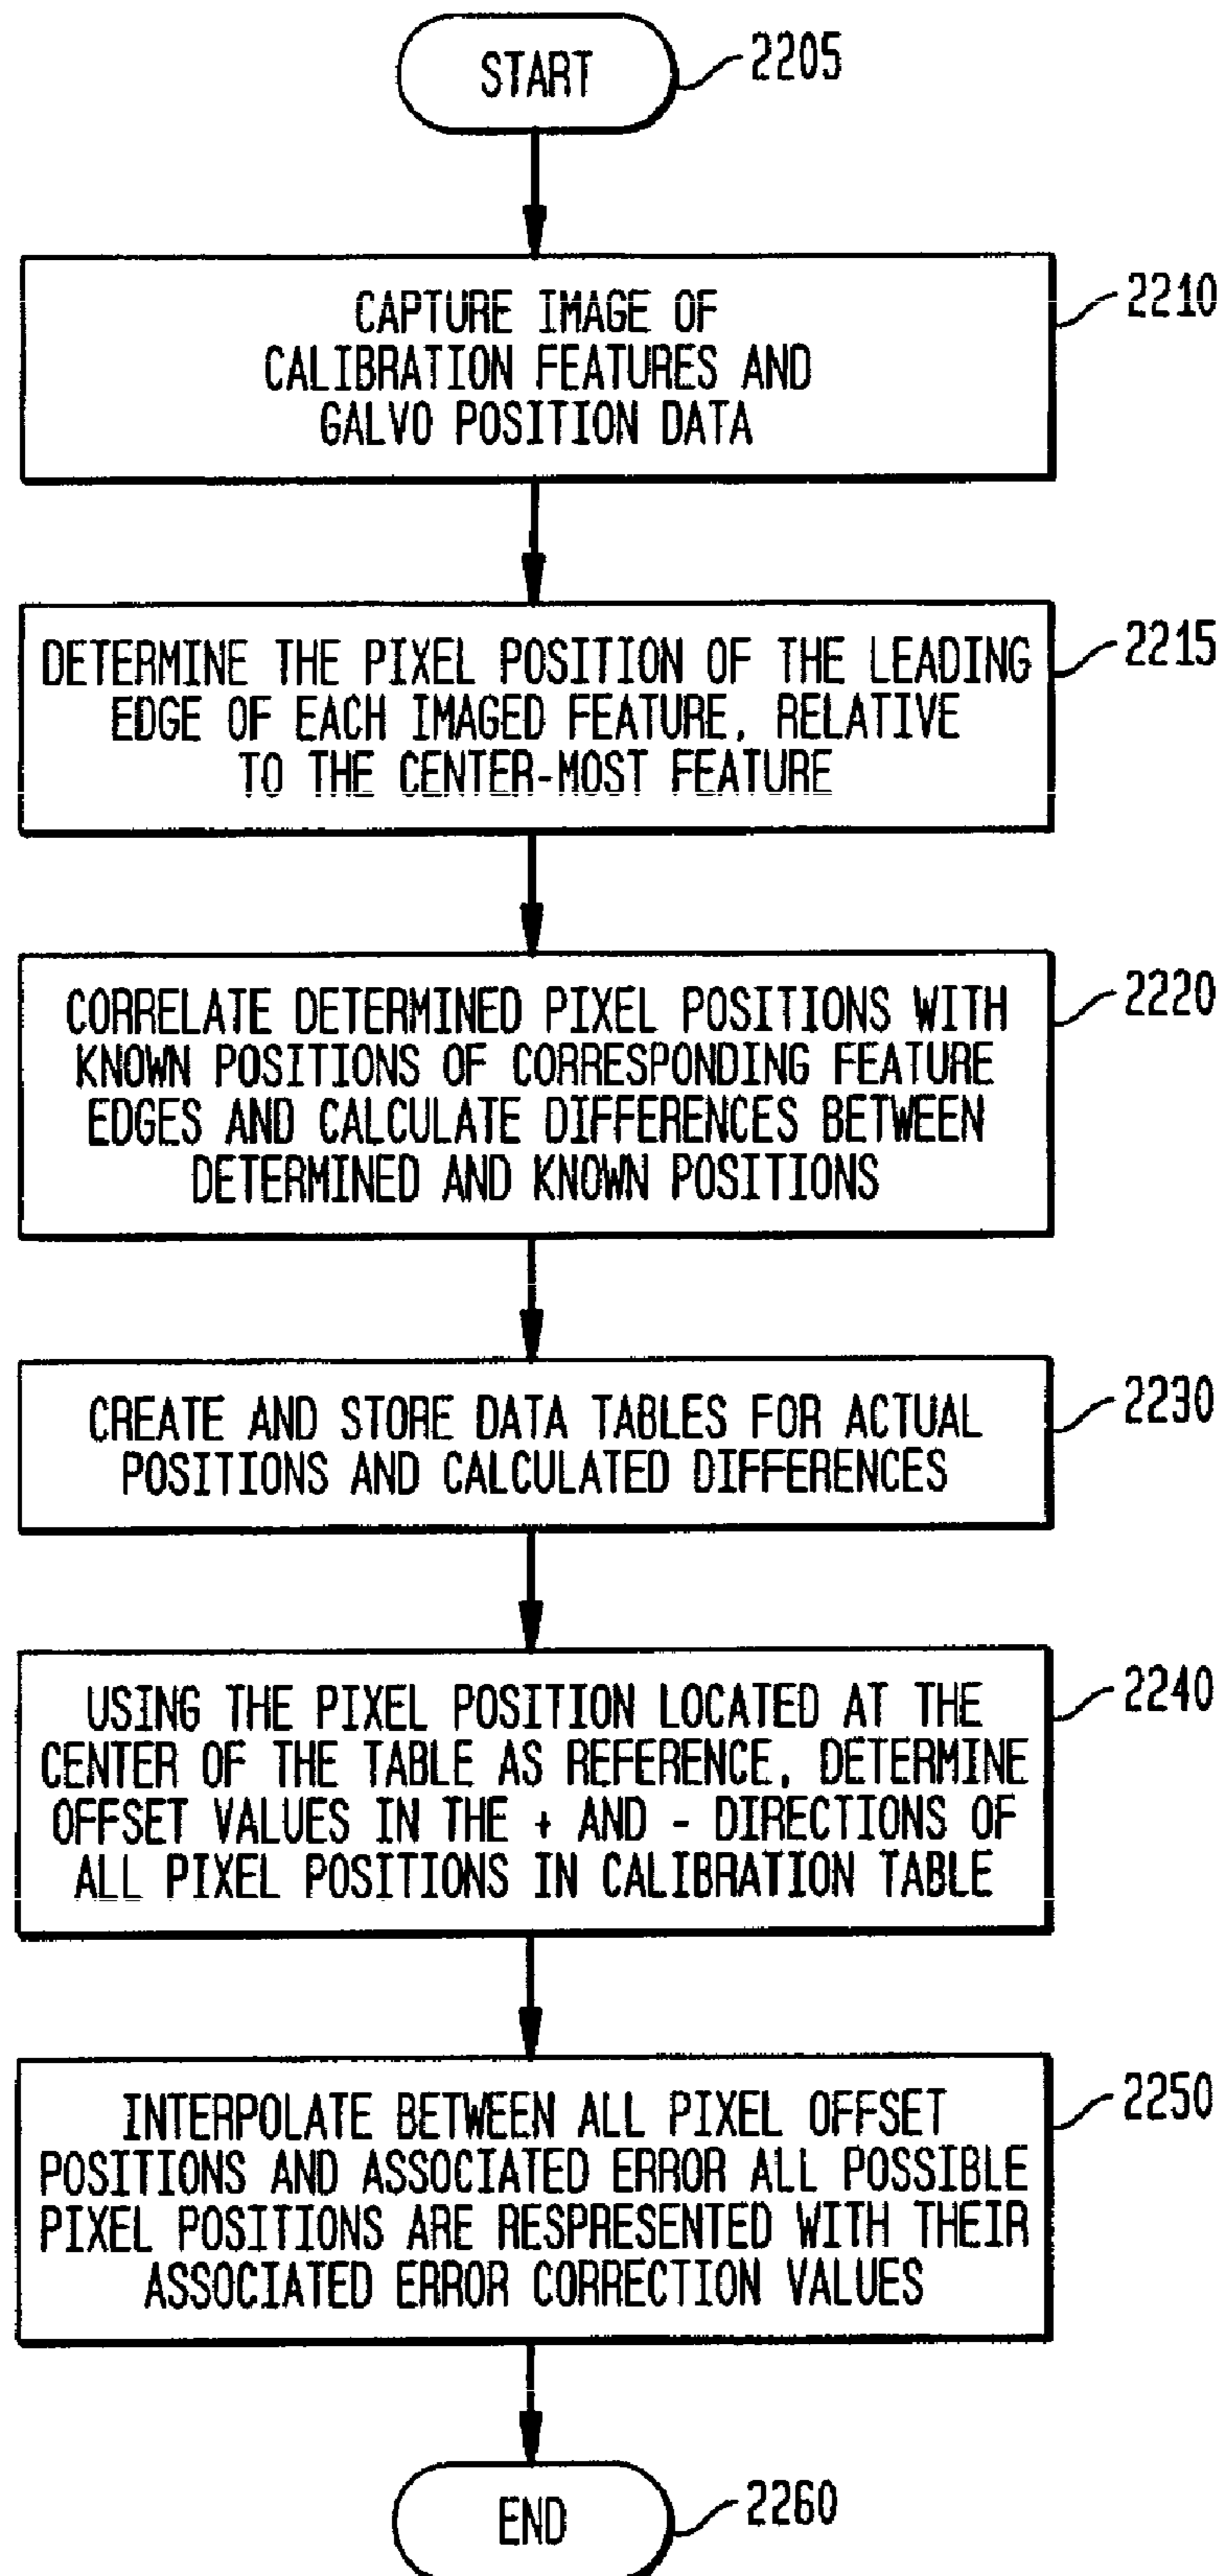 START
2205
CAPTURE IMAGE OF
CALIBRATION FEATURES AND
GALVO POSITION DATA
2210
DETERMINE THE PIXEL POSITION OF THE LEADING
EDGE OF EACH IMAGED FEATURE, RELATIVE
TO THE CENTER-MOST FEATURE
2215
CORRELATE DETERMINED PIXEL POSITIONS WITH
KNOWN POSITIONS OF CORRESPONDING FEATURE
EDGES AND CALCULATE DIFFERENCES BETWEEN
DETERMINED AND KNOWN POSITIONS
2220
CREATE AND STORE DATA TABLES FOR ACTUAL
POSITIONS AND CALCULATED DIFFERENCES
2230
USING THE PIXEL POSITION LOCATED AT THE
CENTER OF THE TABLE AS REFERENCE, DETERMINE
OFFSET VALUES IN THE + AND - DIRECTIONS OF
ALL PIXEL POSITIONS IN CALIBRATION TABLE
2240
INTERPOLATE BETWEEN ALL PIXEL OFFSET
POSITIONS AND ASSOCIATED ERROR ALL POSSIBLE
PIXEL POSITIONS ARE RESPRESENTED WITH THEIR
ASSOCIATED ERROR CORRECTION VALUES
2250
END
2260